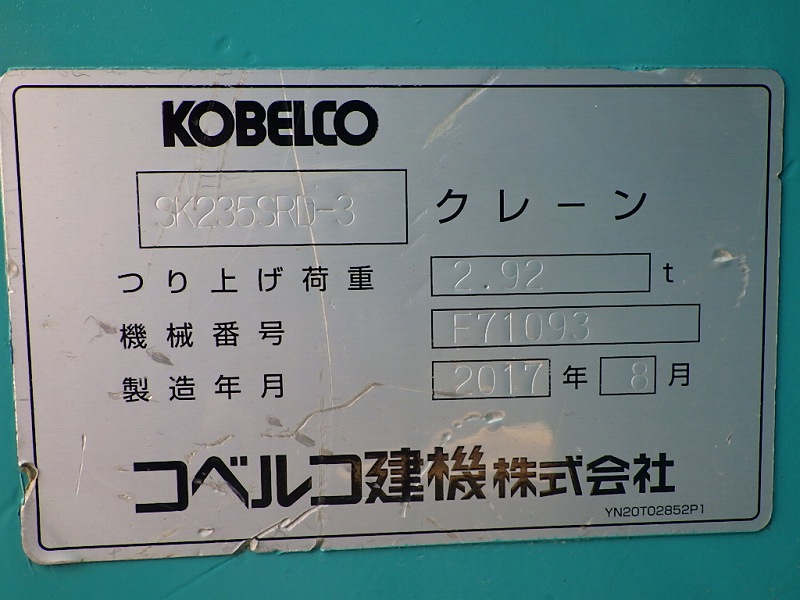 KOBELCO
SK235SRD-3 クレーン
つり上げ荷重 2.92 t
機械番号 F71093
製造年月 2017 年 8 月
コベルコ建機株式会社
YN20T02852P1